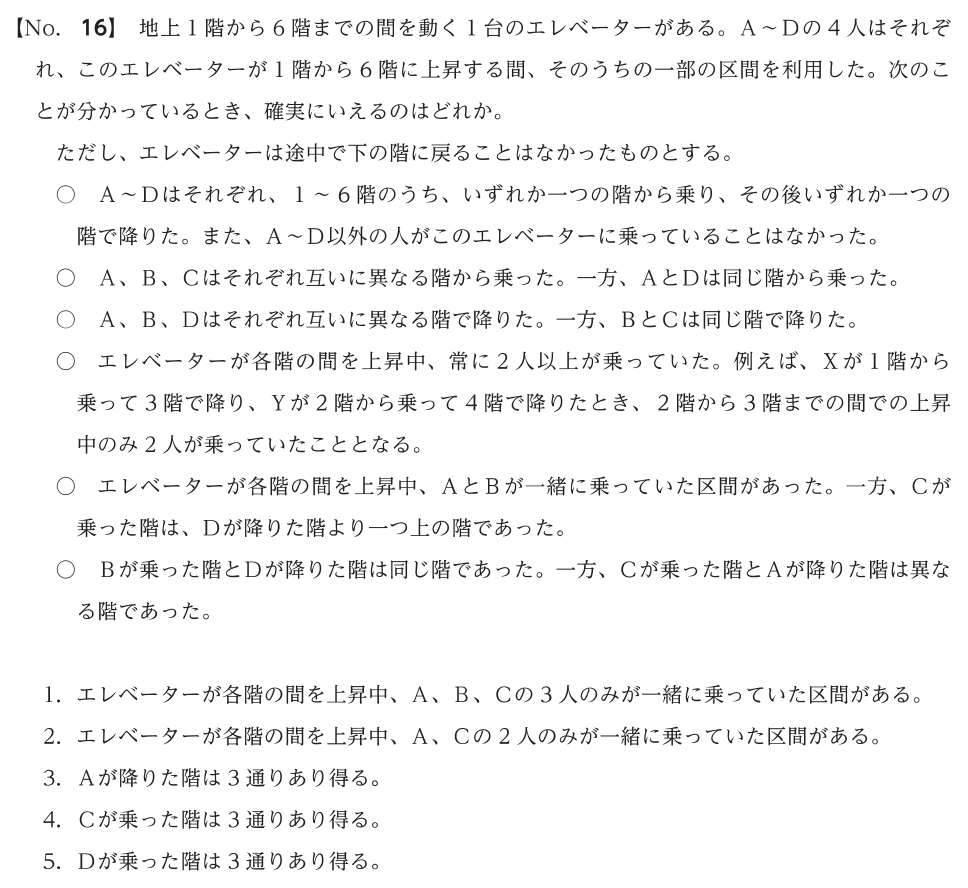 【No. 16】 地上1階から6階までの間を動く1台のエレベーターがある。A~Dの4人はそれぞ
れ、このエレベーターが1階から6階に上昇する間、そのうちの一部の区間を利用した。次のこ
とが分かっているとき、確実にいえるのはどれか。
ただし、エレベーターは途中で下の階に戻ることはなかったものとする。
○ A~Dはそれぞれ、1~6階のうち、いずれか一つの階から乗り、その後いずれか一つの
階で降りた。また、A~D以外の人がこのエレベーターに乗っていることはなかった。
○ A、B、Cはそれぞれ互いに異なる階から乗った。一方、AとDは同じ階から乗った。
○ A、B、Dはそれぞれ互いに異なる階で降りた。一方、BとCは同じ階で降りた。
○ エレベーターが各階の間を上昇中、常に2人以上が乗っていた。例えば、Xが1階から
乗って3階で降り、Yが2階から乗って4階で降りたとき、2階から3階までの間での上昇
中のみ2人が乗っていたこととなる。
○ エレベーターが各階の間を上昇中、AとBが一緒に乗っていた区間があった。一方、Cが
乗った階は、Dが降りた階より一つ上の階であった。
○ Bが乗った階とDが降りた階は同じ階であった。一方、Cが乗った階とAが降りた階は異な
る階であった。
1. エレベーターが各階の間を上昇中、A、B、Cの3人のみが一緒に乗っていた区間がある。
2. エレベーターが各階の間を上昇中、A、Cの2人のみが一緒に乗っていた区間がある。
3. Aが降りた階は3通りあり得る。
4. Cが乗った階は3通りあり得る。
5. Dが乗った階は3通りあり得る。